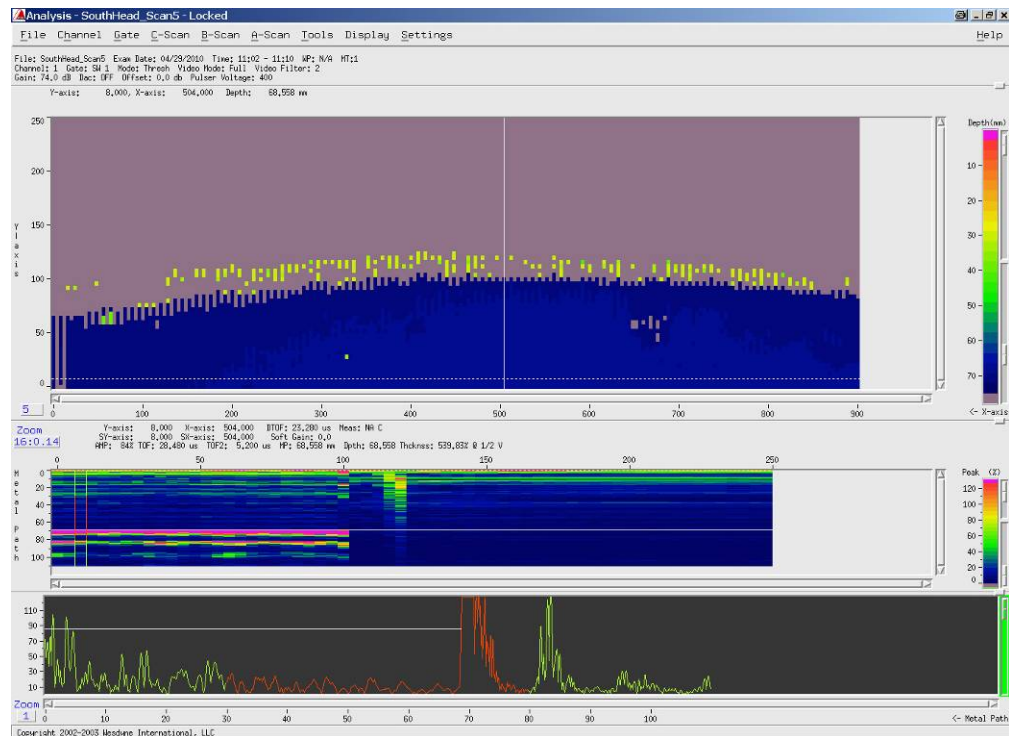 Analysis - SouthHead_Scan5 - Locked
File Channel Gate C-Scan B-Scan A-Scan Tools Display Settings Help
File: SouthHead_Scan5 Exam Date: 04/29/2010 Time: 11:02 - 11:10 WP: N/A MT:1
Channel: 1 Gate: SW 1 Mode: Thresh Video Mode: Full Video Filter: 2
Gain: 74.0 dB Dac: OFF Offset: 0.0 db Pulser Voltage: 400
Y-axis: 8.000, X-axis: 504.000 Depth: 68.558 mm
Depth(mm)
250
200
150
100
50
0
Y axis
10
20
30
40
50
60
70
5
0 100 200 300 400 500 600 700 800 900
<- X-axis
Zoom
16:0.14
Y-axis: 8.000 X-axis: 504.000 DTOF: 23.280 us Meas: NA C
SY-axis: 8.000 SX-axis: 504.000 Soft Gain: 0.0
AMP: 84% TOF: 28.480 us TOF2: 5.200 us MP: 68.558 mm Dpth: 68.558 Thcknss: 539.83% @ 1/2 V
0 50 100 150 200 250
Peak (%)
Metal Path
0
20
40
60
80
100
120
100
80
60
40
20
0
110
90
70
50
30
10
Zoom
1
0 10 20 30 40 50 60 70 80 90 100
<- Metal Path
Copyright 2002-2003 Wesdyne International, LLC